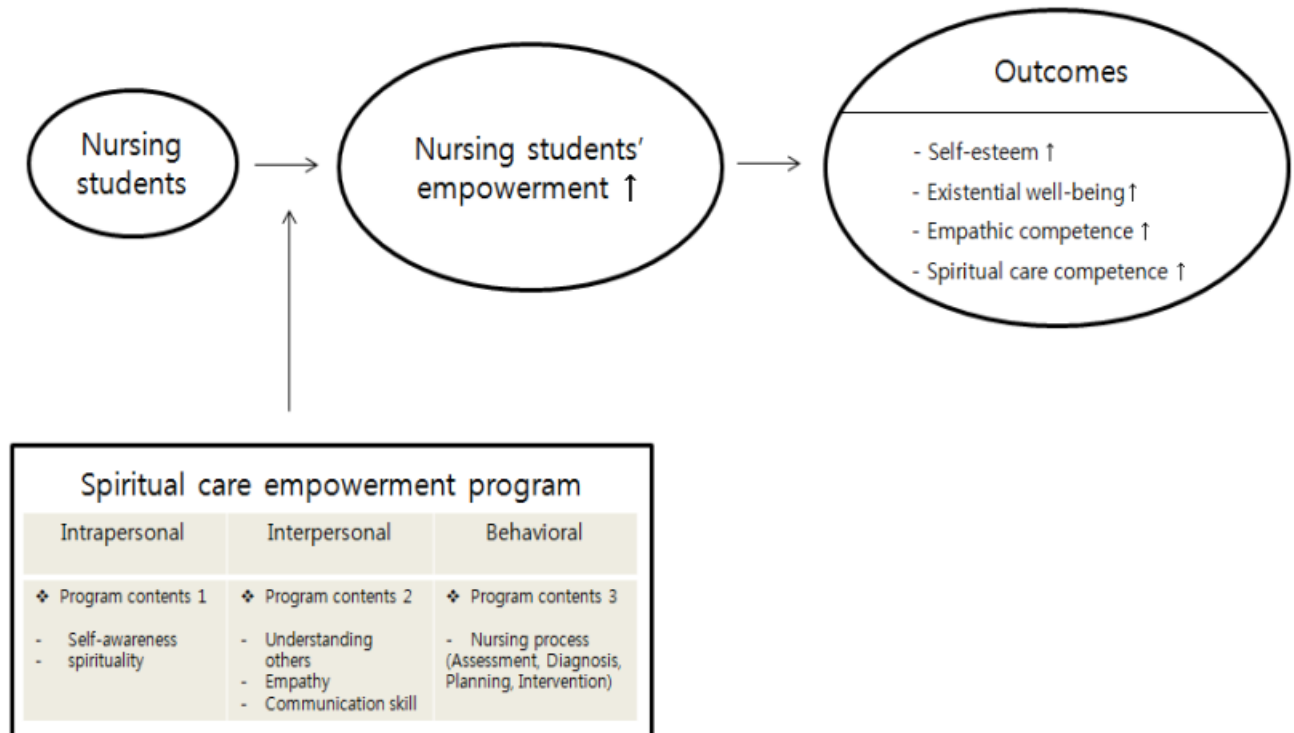 Nursing
students
Nursing students'
empowerment ↑
Outcomes
- Self-esteem ↑
- Existential well-being↑
- Empathic competence ↑
- Spiritual care competence ↑
Spiritual care empowerment program
Intrapersonal
Interpersonal
Behavioral
❖ Program contents 1
- Self-awareness
- spirituality
❖ Program contents 2
- Understanding
others
- Empathy
- Communication skill
❖ Program contents 3
- Nursing process
(Assessment, Diagnosis,
Planning, Intervention)